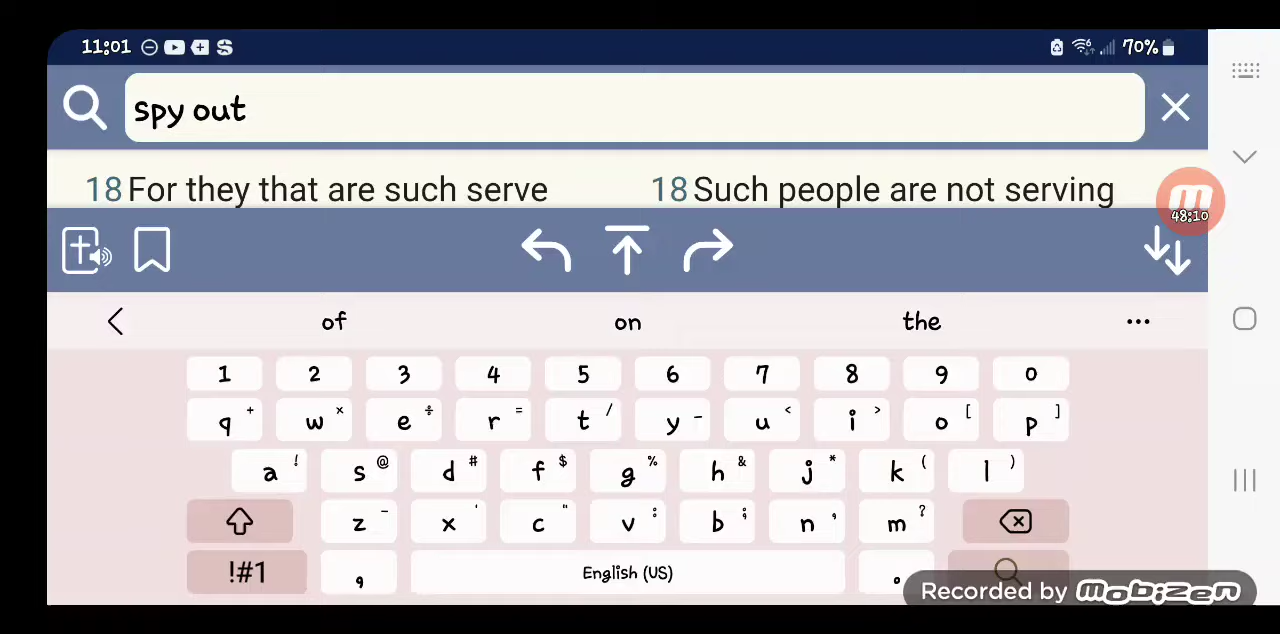 11:01 70%
spy out
18 For they that are such serve 18 Such people are not serving
48:10
of on the ...
1 2 3 4 5 6 7 8 9 0
q + w × e ÷ r = t / y - u < i > o [ p ]
a ! s @ d # f $ g % h & j * k ( l )
z - x ' c " v : b ; n , m ?
!#1 , English (US) .
Recorded by mobizen